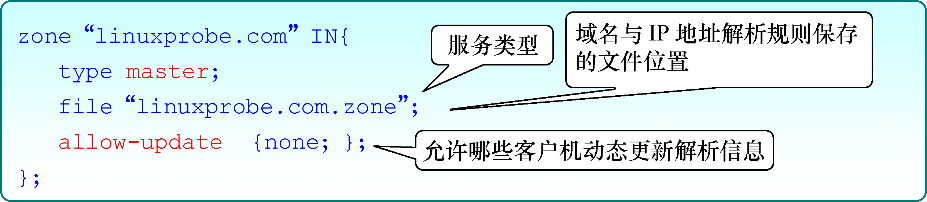 zone “linuxprobe.com” IN{
type master;
file “linuxprobe.com.zone”;
allow-update {none; };
};
服务类型
域名与 IP 地址解析规则保存
的文件位置
允许哪些客户机动态更新解析信息